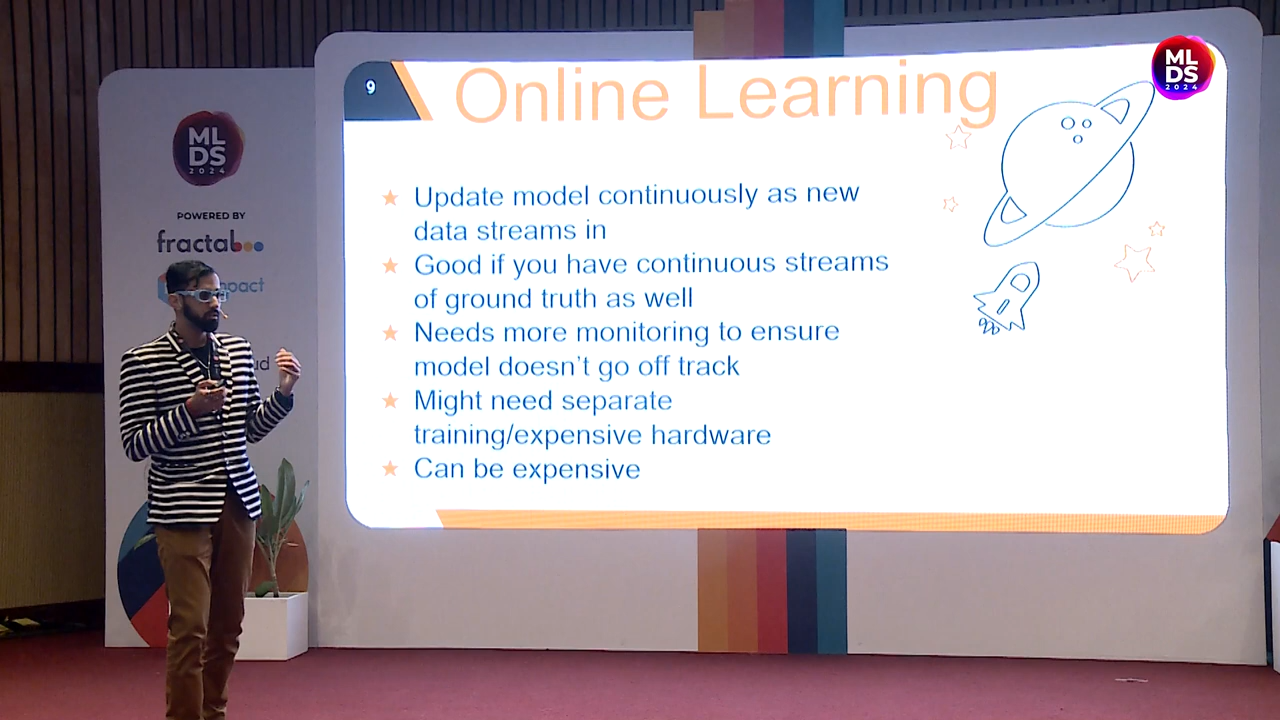 9
Online Learning
ML
DS
2024
Update model continuously as new
data streams in
Good if you have continuous streams
of ground truth as well
Needs more monitoring to ensure
model doesn’t go off track
Might need separate
training/expensive hardware
Can be expensive
ML
DS
2024
POWERED BY
fractal